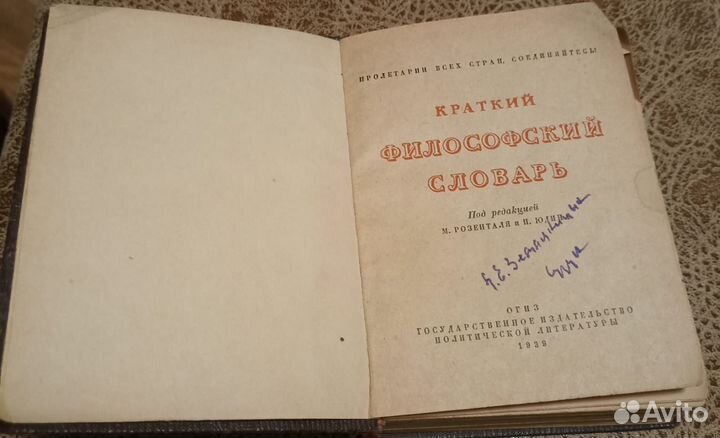 ПРОЛЕТАРИИ ВСЕХ СТРАН, СОЕДИНЯЙТЕСЬ
КРАТКИЙ
ФИЛОСОФСКИЙ
СЛОВАРЬ
Под редакцией
М. РОЗЕНТАЛЯ и П. ЮДИНА
ОГИЗ
ГОСУДАРСТВЕННОЕ ИЗДАТЕЛЬСТВО
ПОЛИТИЧЕСКОЙ ЛИТЕРАТУРЫ
1939
Avito